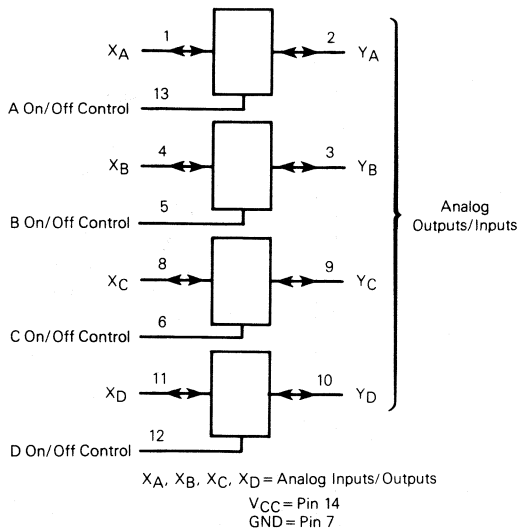 1 2
XA YA
13
A On/Off Control
4 3
XB YB
5
B On/Off Control
Analog
Outputs/Inputs
8 9
XC YC
6
C On/Off Control
11 10
XD YD
12
D On/Off Control
XA, XB, XC, XD = Analog Inputs/Outputs
VCC = Pin 14
GND = Pin 7